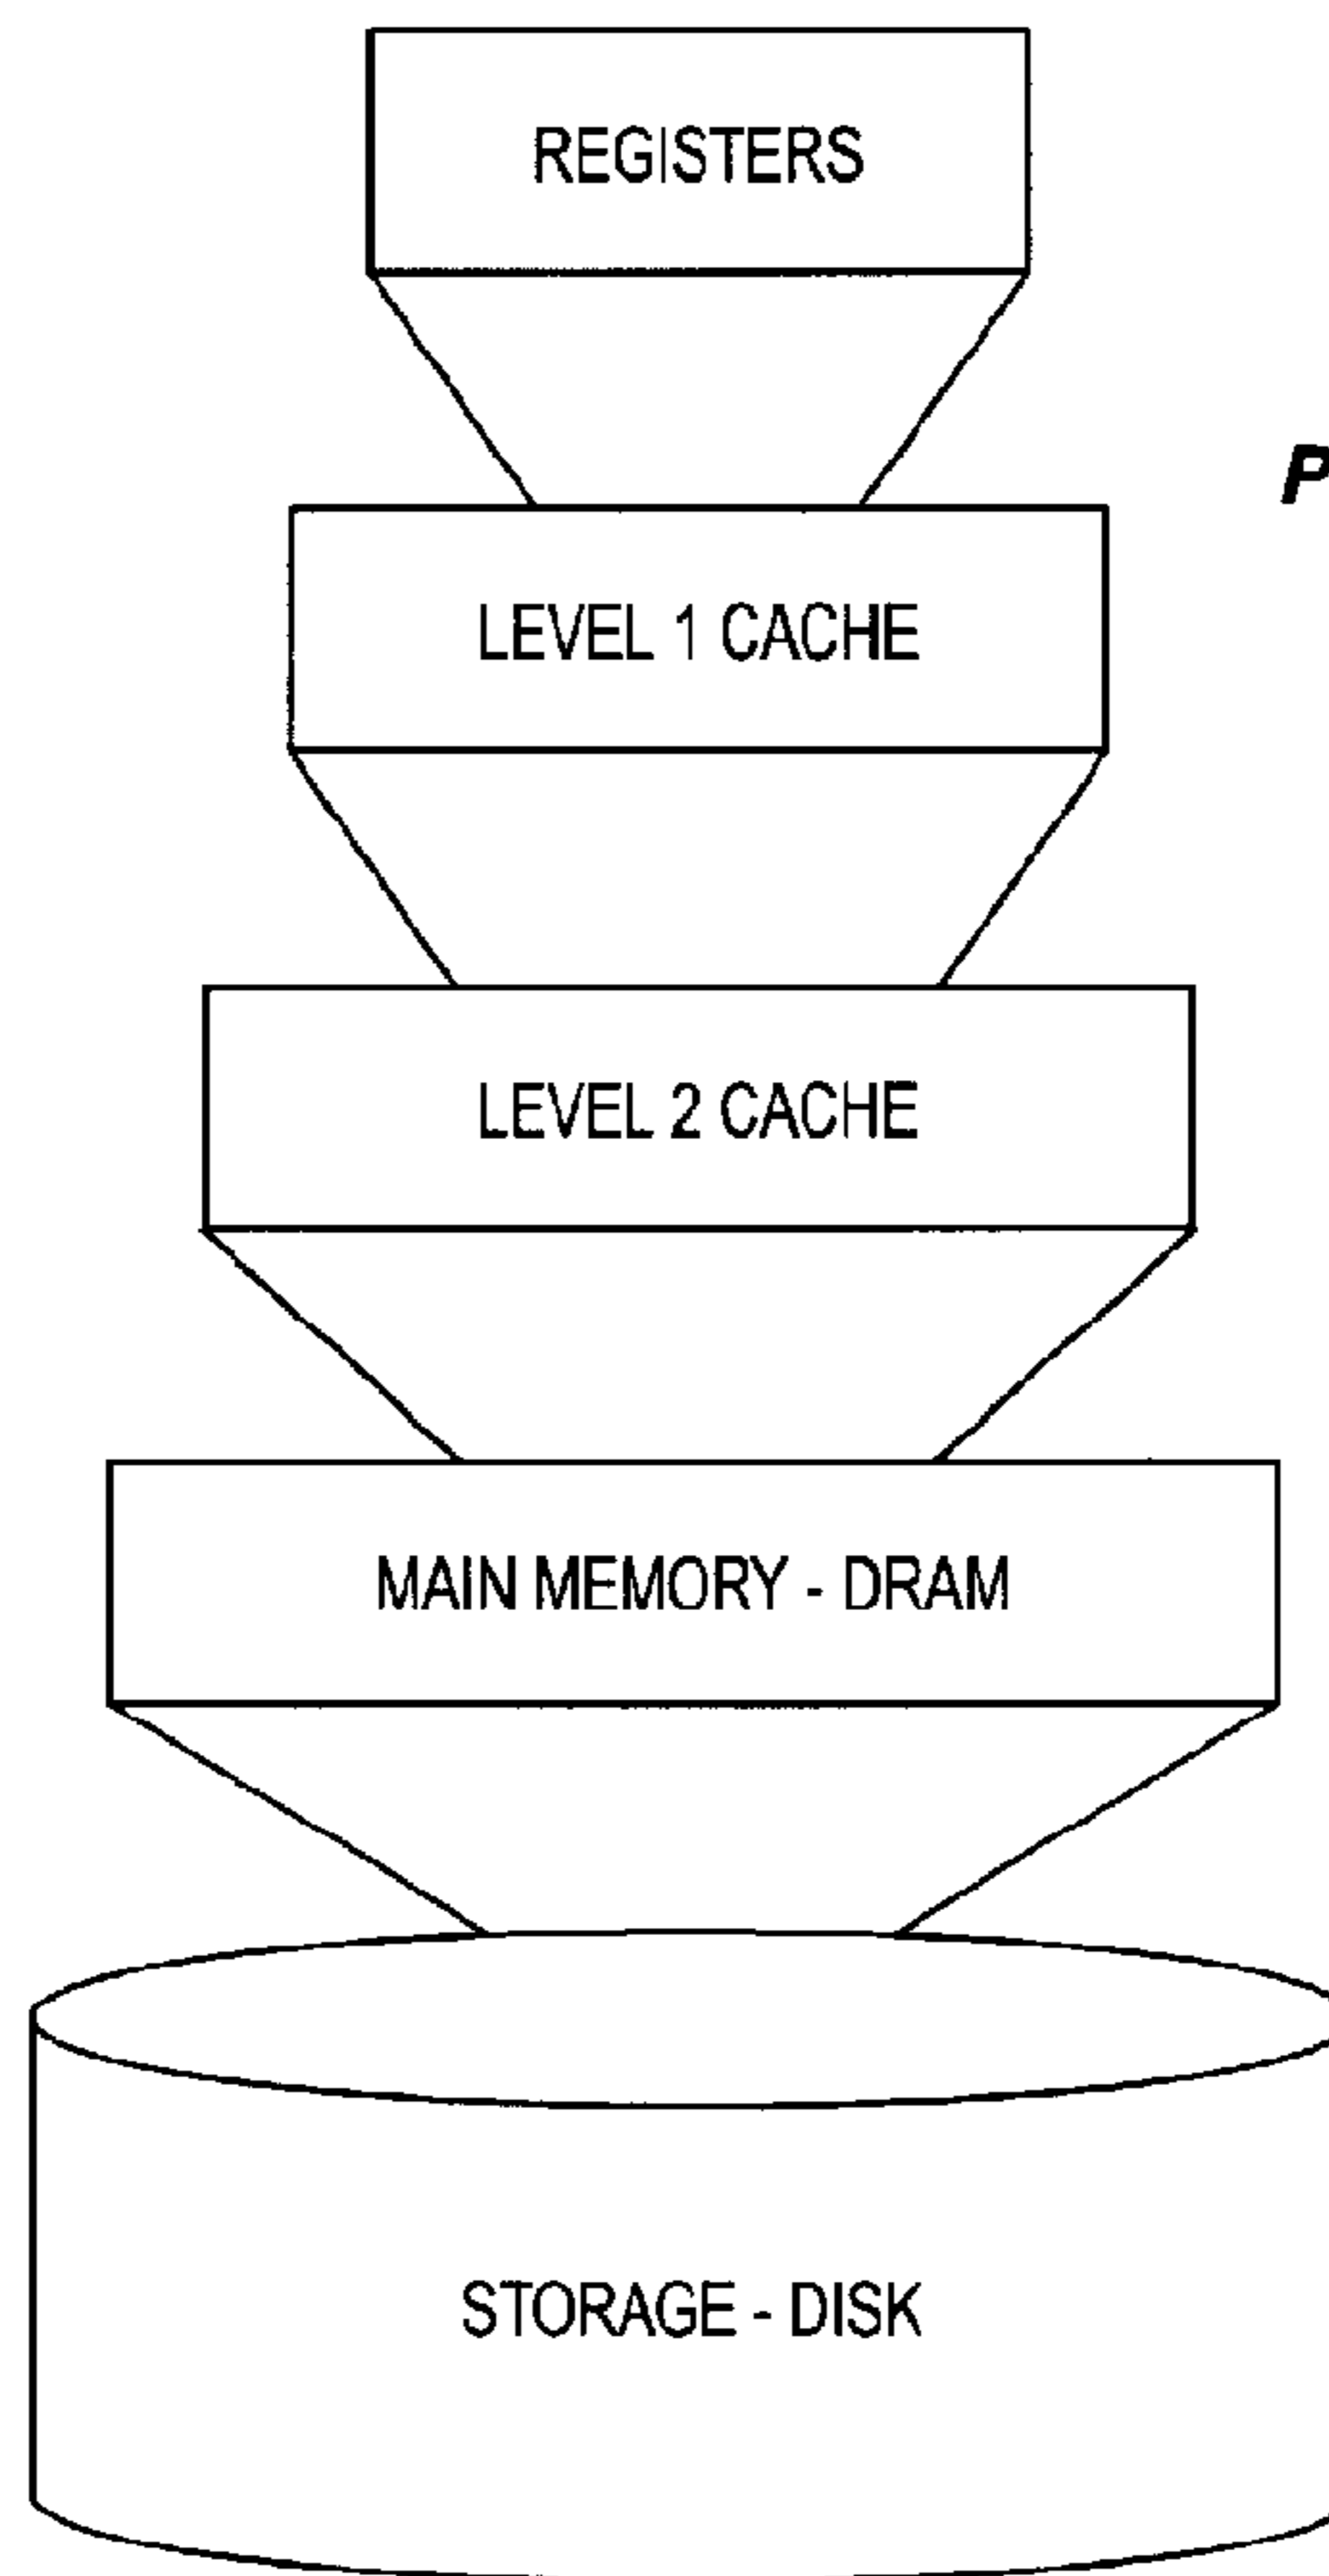 REGISTERS
P
LEVEL 1 CACHE
LEVEL 2 CACHE
MAIN MEMORY - DRAM
STORAGE - DISK